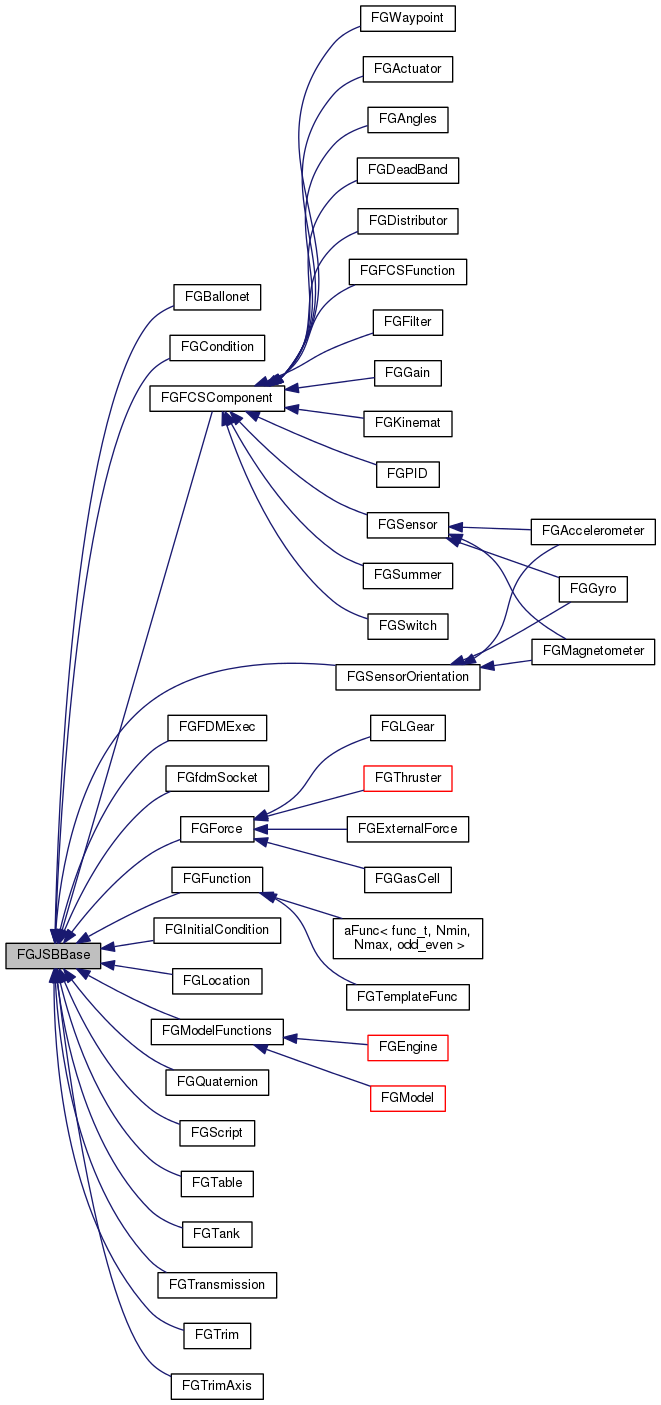 FGWaypoint
FGActuator
FGAngles
FGDeadBand
FGDistributor
FGFCSFunction
FGBallonet
FGFilter
FGCondition
FGGain
FGFCSComponent
FGKinemat
FGPID
FGSensor
FGAccelerometer
FGSummer
FGGyro
FGSwitch
FGMagnetometer
FGSensorOrientation
FGFDMExec
FGLGear
FGfdmSocket
FGThruster
FGForce
FGExternalForce
FGFunction
FGGasCell
FGInitialCondition
aFunc< func_t, Nmin,
Nmax, odd_even >
FGJSBBase
FGLocation
FGTemplateFunc
FGModelFunctions
FGEngine
FGQuaternion
FGModel
FGScript
FGTable
FGTank
FGTransmission
FGTrim
FGTrimAxis